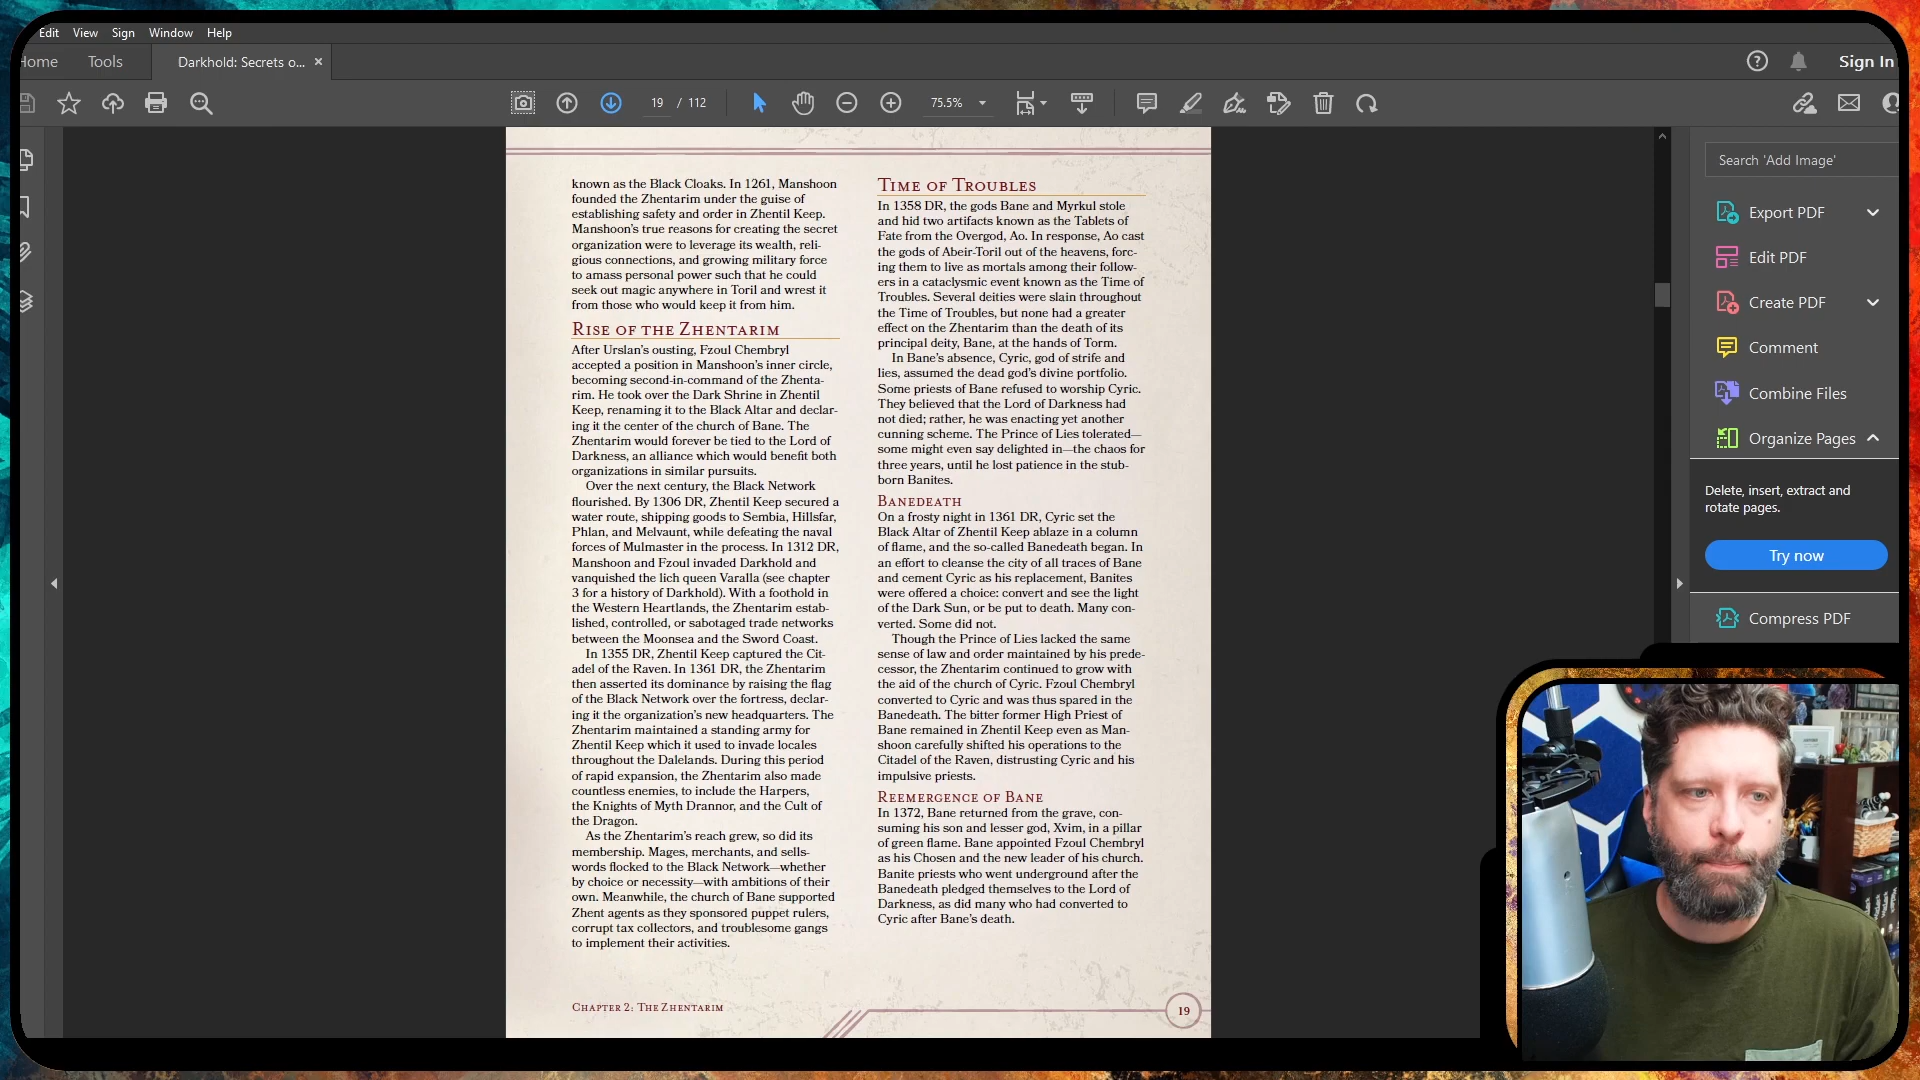 Edit View Sign Window Help
Home Tools Darkhold: Secrets o... ×
Sign In
19 / 112 75.5%
known as the Black Cloaks. In 1261, Manshoon
founded the Zhentarim under the guise of
establishing safety and order in Zhentil Keep.
Manshoon's true reasons for creating the secret
organization were to leverage its wealth, reli-
gious connections, and growing military force
to amass personal power such that he could
seek out magic anywhere in Toril and wrest it
from those who would keep it from him.
Rise of the Zhentarim
After Urslan's ousting, Fzoul Chembryl
accepted a position in Manshoon's inner circle,
becoming second-in-command of the Zhenta-
rim. He took over the Dark Shrine in Zhentil
Keep, renaming it to the Black Altar and declar-
ing it the center of the church of Bane. The
Zhentarim would forever be tied to the Lord of
Darkness, an alliance which would benefit both
organizations in similar pursuits.
Over the next century, the Black Network
flourished. By 1306 DR, Zhentil Keep secured a
water route, shipping goods to Sembia, Hillsfar,
Phlan, and Melvaunt, while defeating the naval
forces of Mulmaster in the process. In 1312 DR,
Manshoon and Fzoul invaded Darkhold and
vanquished the lich queen Varalla (see chapter
3 for a history of Darkhold). With a foothold in
the Western Heartlands, the Zhentarim estab-
lished, controlled, or sabotaged trade networks
between the Moonsea and the Sword Coast.
In 1355 DR, Zhentil Keep captured the Cit-
adel of the Raven. In 1361 DR, the Zhentarim
then asserted its dominance by raising the flag
of the Black Network over the fortress, declar-
ing it the organization's new headquarters. The
Zhentarim maintained a standing army for
Zhentil Keep which it used to invade locales
throughout the Dalelands. During this period
of rapid expansion, the Zhentarim also made
countless enemies, to include the Harpers,
the Knights of Myth Drannor, and the Cult of
the Dragon.
As the Zhentarim's reach grew, so did its
membership. Mages, merchants, and sells-
words flocked to the Black Network—whether
by choice or necessity—with ambitions of their
own. Meanwhile, the church of Bane supported
Zhent agents as they sponsored puppet rulers,
corrupt tax collectors, and troublesome gangs
to implement their activities.
Time of Troubles
In 1358 DR, the gods Bane and Myrkul stole
and hid two artifacts known as the Tablets of
Fate from the Overgod, Ao. In response, Ao cast
the gods of Abeir-Toril out of the heavens, forc-
ing them to live as mortals among their follow-
ers in a cataclysmic event known as the Time of
Troubles. Several deities were slain throughout
the Time of Troubles, but none had a greater
effect on the Zhentarim than the death of its
principal deity, Bane, at the hands of Torm.
In Bane's absence, Cyric, god of strife and
lies, assumed the dead god's divine portfolio.
Some priests of Bane refused to worship Cyric.
They believed that the Lord of Darkness had
not died; rather, he was enacting yet another
cunning scheme. The Prince of Lies tolerated—
some might even say delighted in—the chaos for
three years, until he lost patience in the stub-
born Banites.
Banedeath
On a frosty night in 1361 DR, Cyric set the
Black Altar of Zhentil Keep ablaze in a column
of flame, and the so-called Banedeath began. In
an effort to cleanse the city of all traces of Bane
and cement Cyric as his replacement, Banites
were offered a choice: convert and see the light
of the Dark Sun, or be put to death. Many con-
verted. Some did not.
Though the Prince of Lies lacked the same
sense of law and order maintained by his prede-
cessor, the Zhentarim continued to grow with
the aid of the church of Cyric. Fzoul Chembryl
converted to Cyric and was thus spared in the
Banedeath. The bitter former High Priest of
Bane remained in Zhentil Keep even as Man-
shoon carefully shifted his operations to the
Citadel of the Raven, distrusting Cyric and his
impulsive priests.
Reemergence of Bane
In 1372, Bane returned from the grave, con-
suming his son and lesser god, Xvim, in a pillar
of green flame. Bane appointed Fzoul Chembryl
as his Chosen and the new leader of his church.
Banite priests who went underground after the
Banedeath pledged themselves to the Lord of
Darkness, as did many who had converted to
Cyric after Bane's death.
Chapter 2: The Zhentarim
19
Search 'Add Image'
Export PDF
Edit PDF
Create PDF
Comment
Combine Files
Organize Pages
Delete, insert, extract and
rotate pages.
Try now
Compress PDF